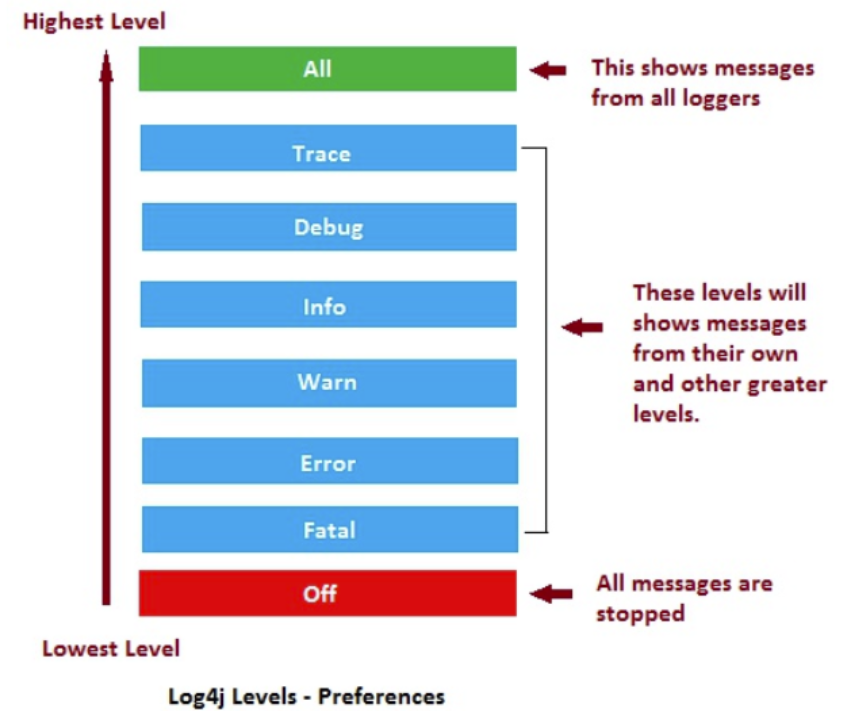 Highest Level
All
This shows messages
from all loggers
Trace
Debug
Info
These levels will
shows messages
from their own
and other greater
levels.
Warn
Error
Fatal
Off
All messages are
stopped
Lowest Level
Log4j Levels - Preferences